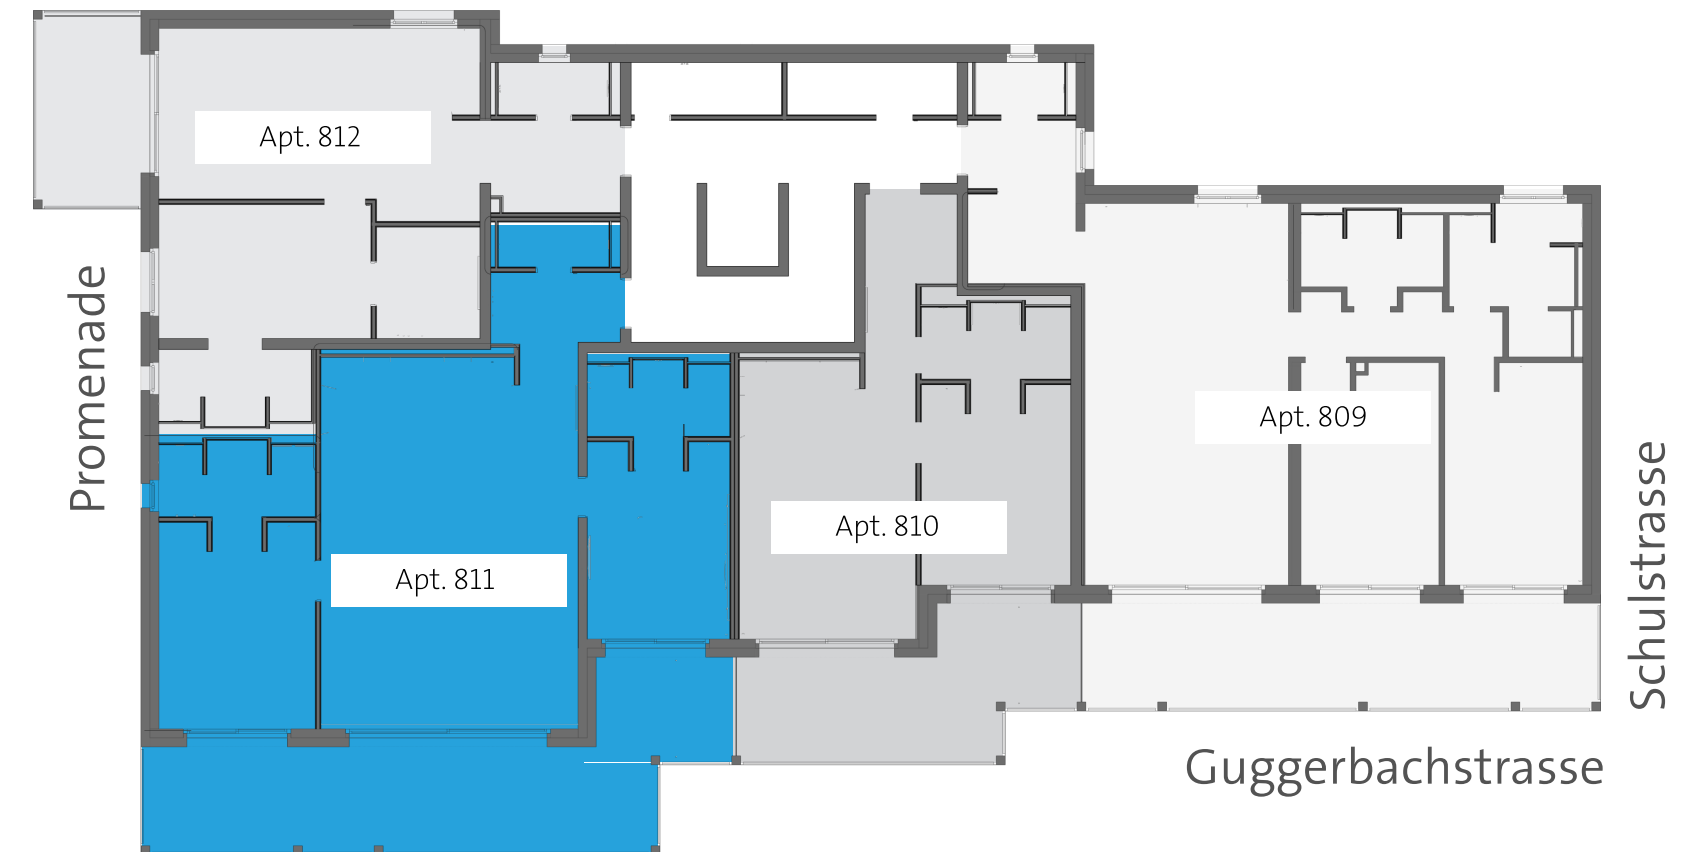 Apt. 812
Promenade
Apt. 809
Apt. 810
Apt. 811
Schulstrasse
Guggerbachstrasse